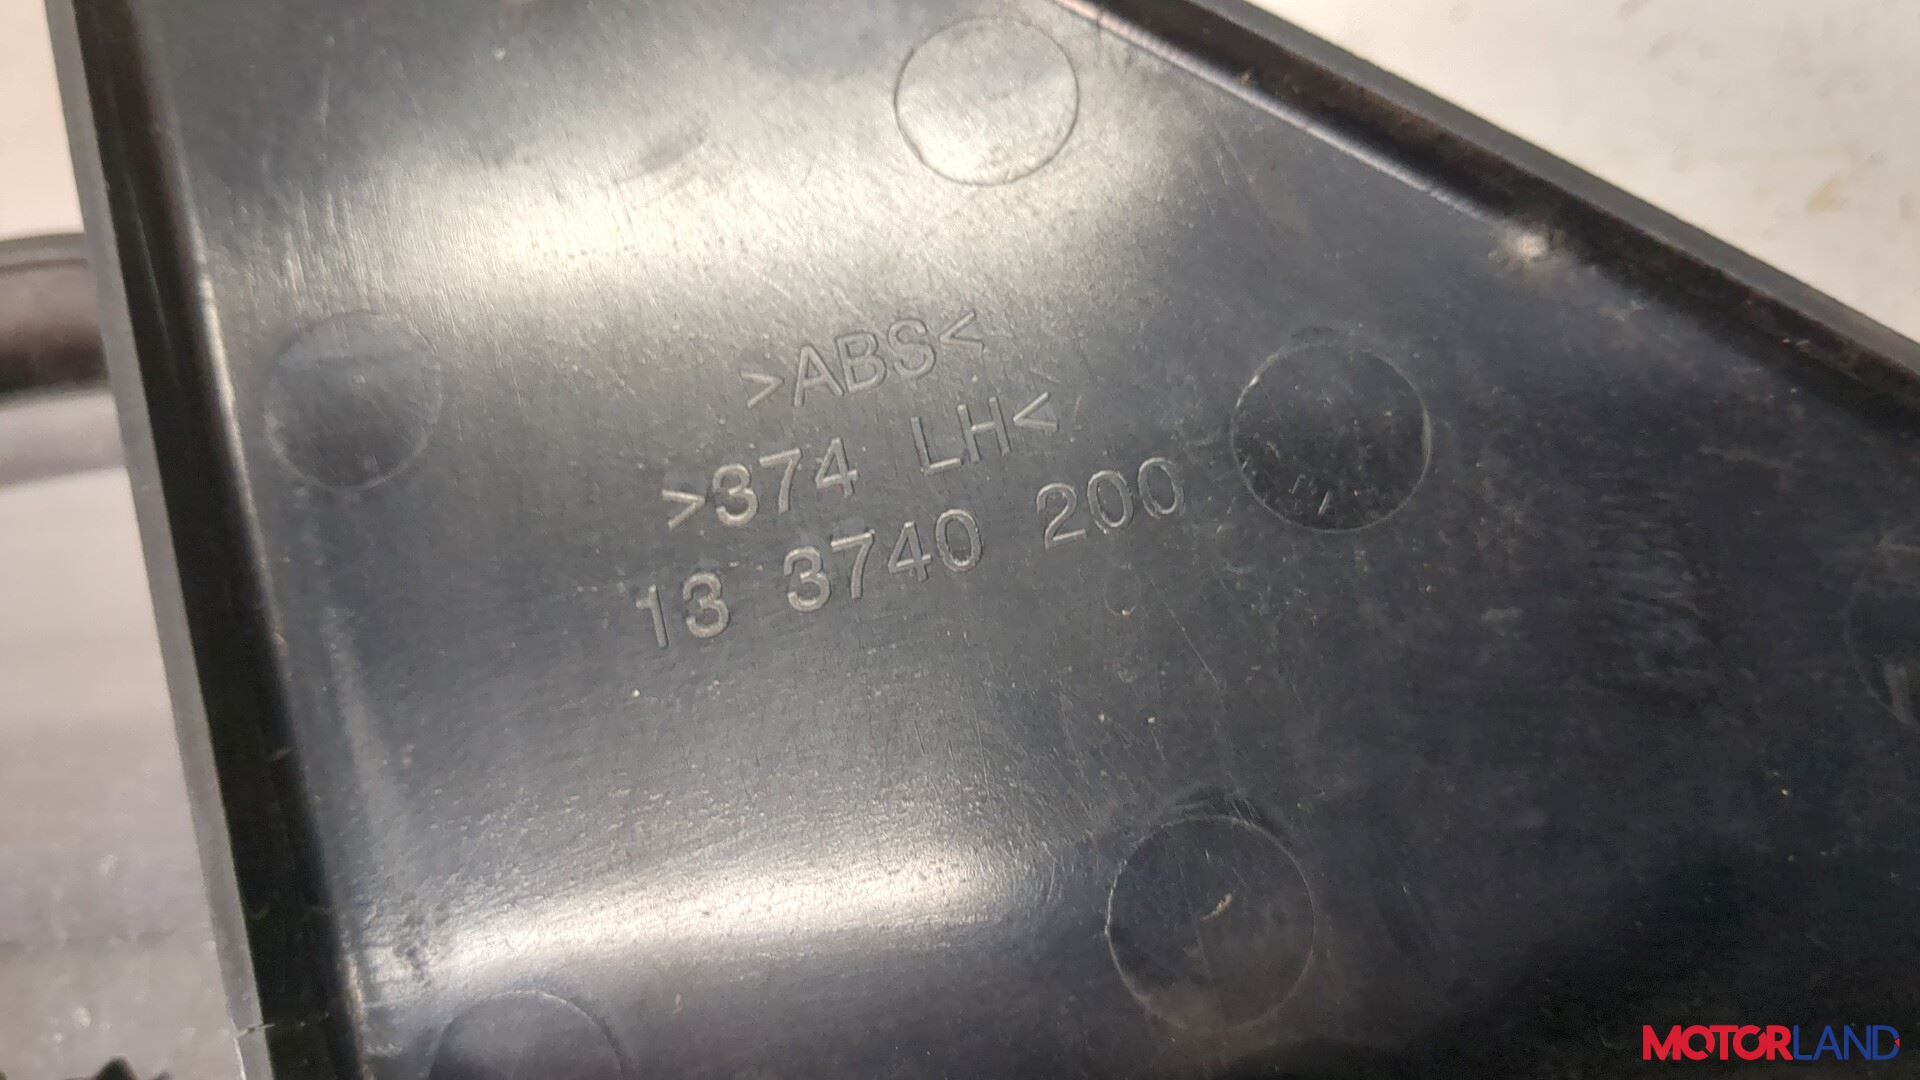 >ABS<
>374 LH<
13 3740 200
MOTORLAND